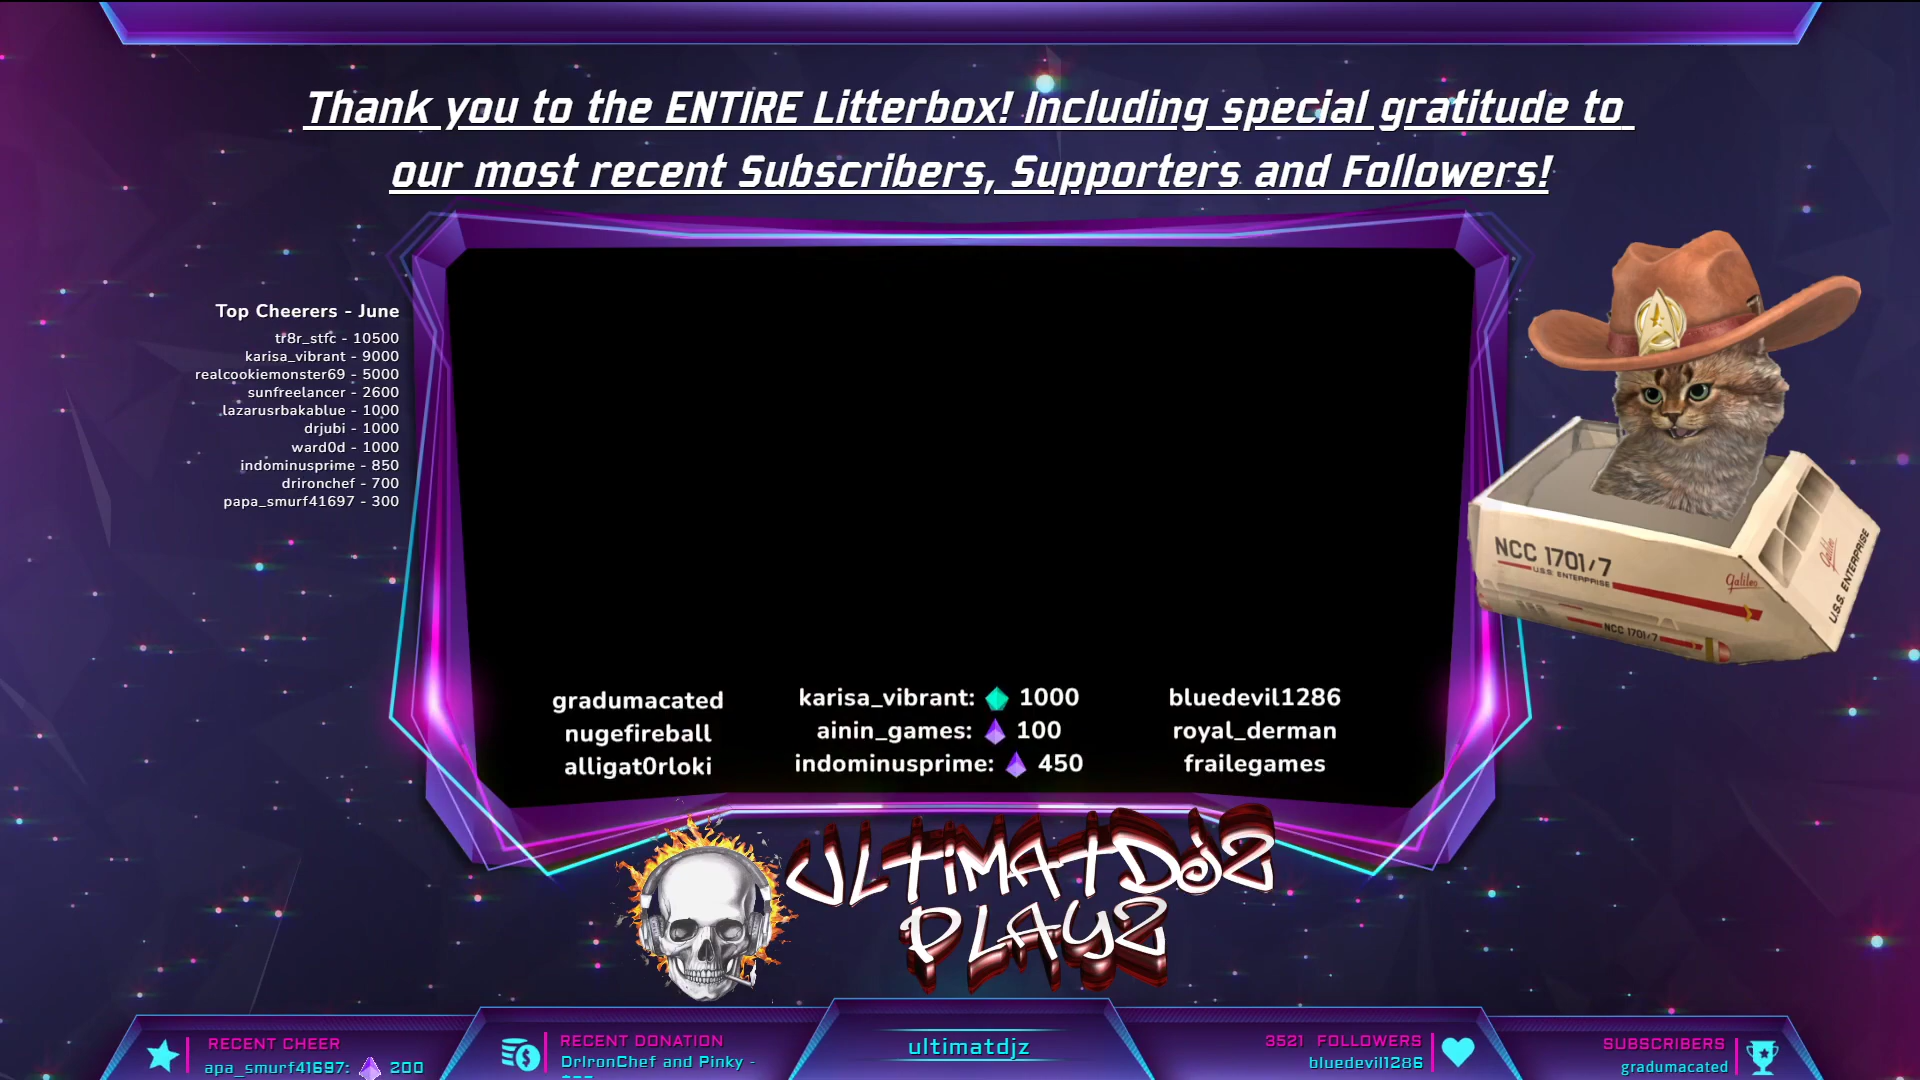 Thank you to the ENTIRE Litterbox! Including special gratitude to
our most recent Subscribers, Supporters and Followers!
Top Cheerers - June
tr8r_stfc - 10500
karisa_vibrant - 9000
realcookiemonster69 - 5000
sunfreelancer - 2600
lazarusrbakablue - 1000
drjubi - 1000
ward0d - 1000
indominusprime - 850
drironchef - 700
papa_smurf41697 - 300
NCC 1701/7
U.S.S. ENTERPRISE
Galileo
NCC 1701/7
Galileo
U.S.S. ENTERPRISE
gradumacated
nugefireball
alligat0rloki
karisa_vibrant: 1000
ainin_games: 100
indominusprime: 450
bluedevil1286
royal_derman
frailegames
ULTiMATDJZ
PLAYZ
RECENT CHEER
apa_smurf41697: 200
RECENT DONATION
DrIronChef and Pinky -
ultimatdjz
3521 FOLLOWERS
bluedevil1286
SUBSCRIBERS
gradumacated